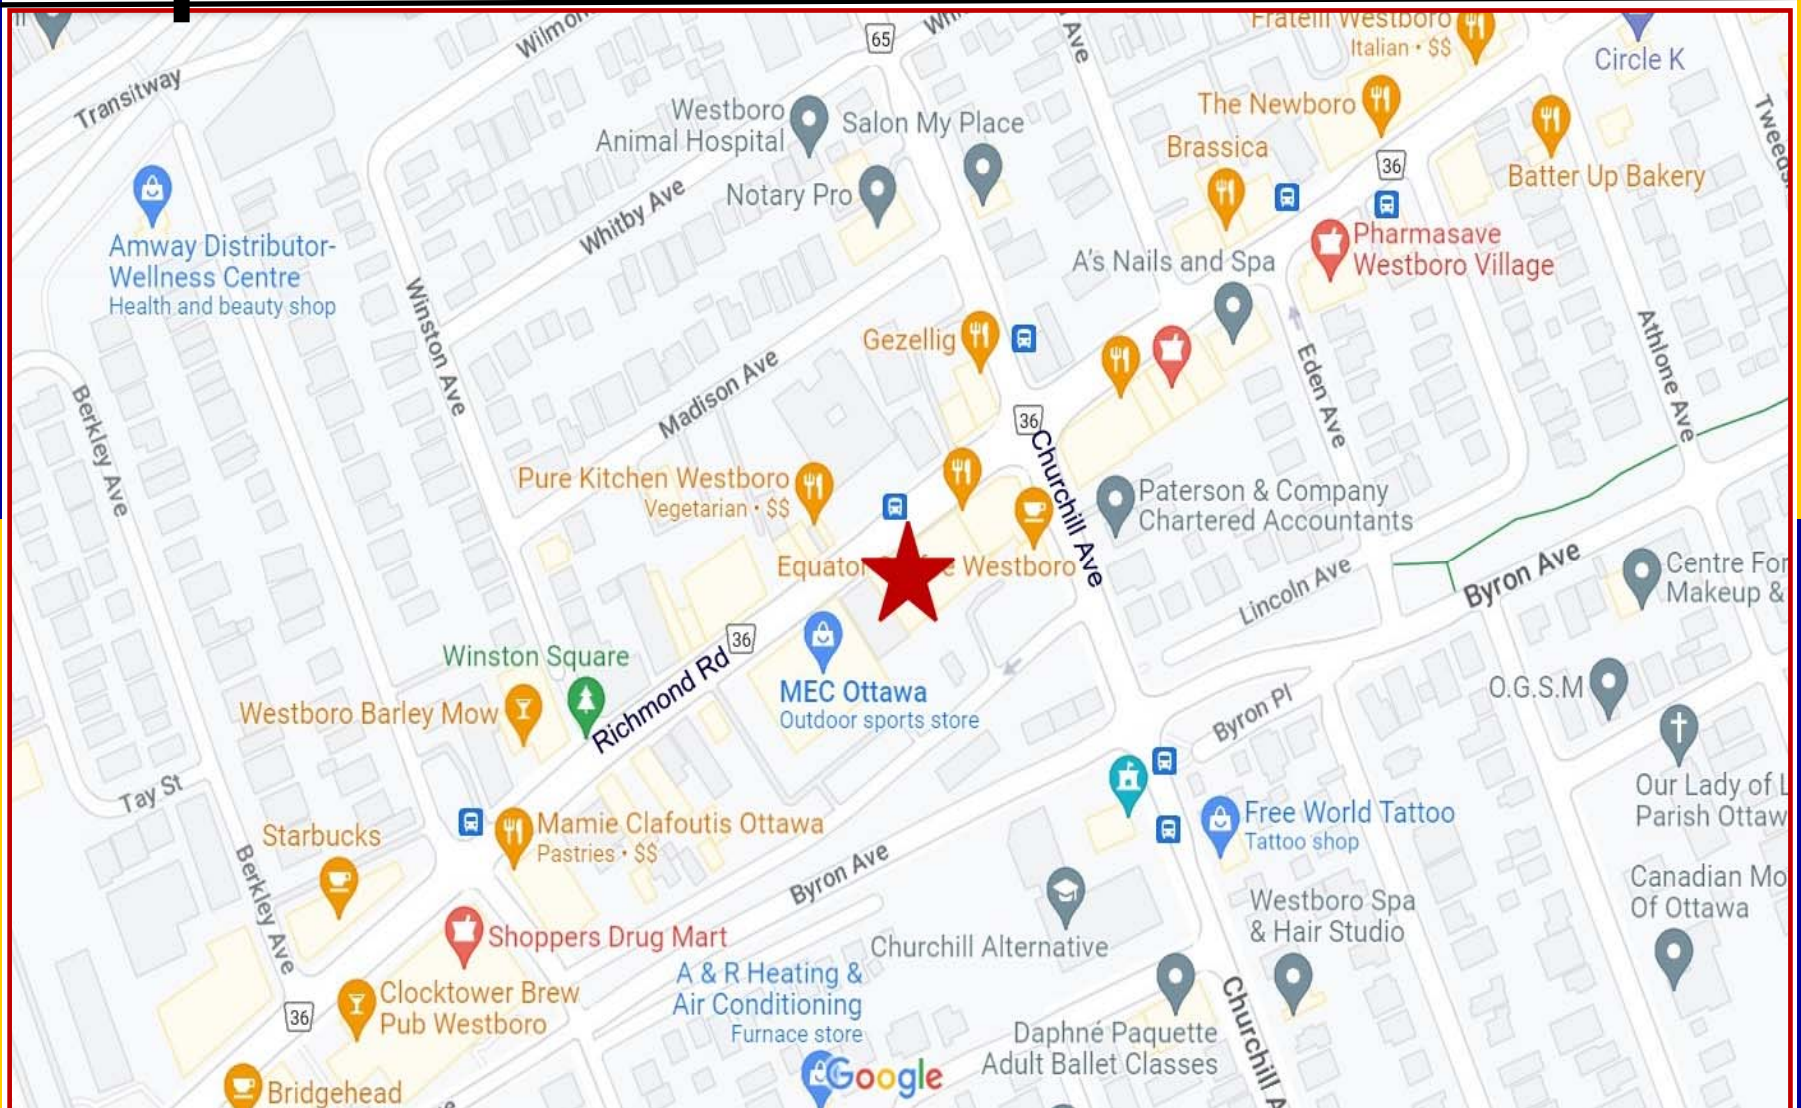 Wilmon
65
Ave
Fratelli Westboro
Italian • $$
Circle K
Transitway
Westboro
Animal Hospital
Salon My Place
The Newboro
Brassica
36
Batter Up Bakery
Notary Pro
Whitby Ave
Amway Distributor-
Wellness Centre
Health and beauty shop
Pharmasave
Westboro Village
A's Nails and Spa
Winston Ave
Gezellig
Madison Ave
Eden Ave
Athlone Ave
Berkley Ave
36
Churchill Ave
Pure Kitchen Westboro
Vegetarian • $$
Paterson & Company
Chartered Accountants
Equator
e Westboro
Lincoln Ave
Byron Ave
Centre For
Makeup &
36
Winston Square
Richmond Rd
MEC Ottawa
Outdoor sports store
Westboro Barley Mow
Byron Pl
O.G.S.M
Tay St
Our Lady of L
Parish Ottaw
Mamie Clafoutis Ottawa
Pastries • $$
Free World Tattoo
Tattoo shop
Starbucks
Berkley Ave
Byron Ave
Canadian Mo
Of Ottawa
Westboro Spa
& Hair Studio
Shoppers Drug Mart
Churchill Alternative
A & R Heating &
Air Conditioning
Furnace store
Clocktower Brew
Pub Westboro
36
Daphné Paquette
Adult Ballet Classes
Churchill A
Google
Bridgehead